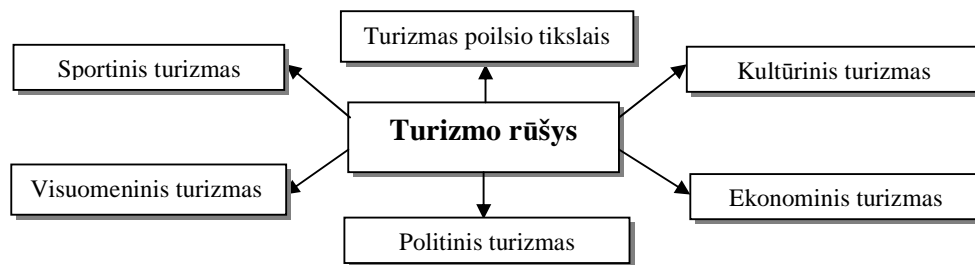 Turizmas poilsio tikslais
Sportinis turizmas
Kultūrinis turizmas
Turizmo rūšys
Visuomeninis turizmas
Ekonominis turizmas
Politinis turizmas